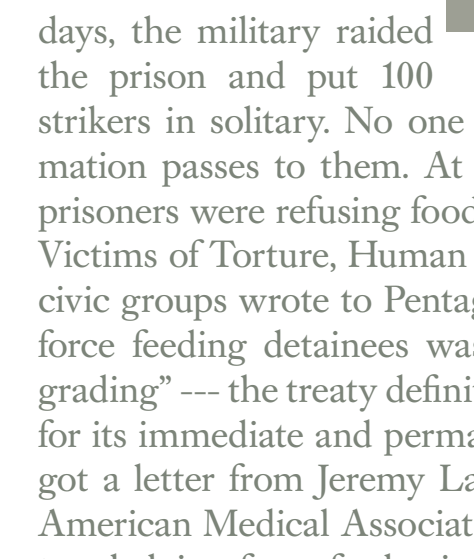 days, the military raided
the prison and put 100
strikers in solitary. No one
mation passes to them. At
prisoners were refusing food
Victims of Torture, Human
civic groups wrote to Penta
force feeding detainees was
grading” --- the treaty defini
for its immediate and perma
got a letter from Jeremy La
American Medical Associat